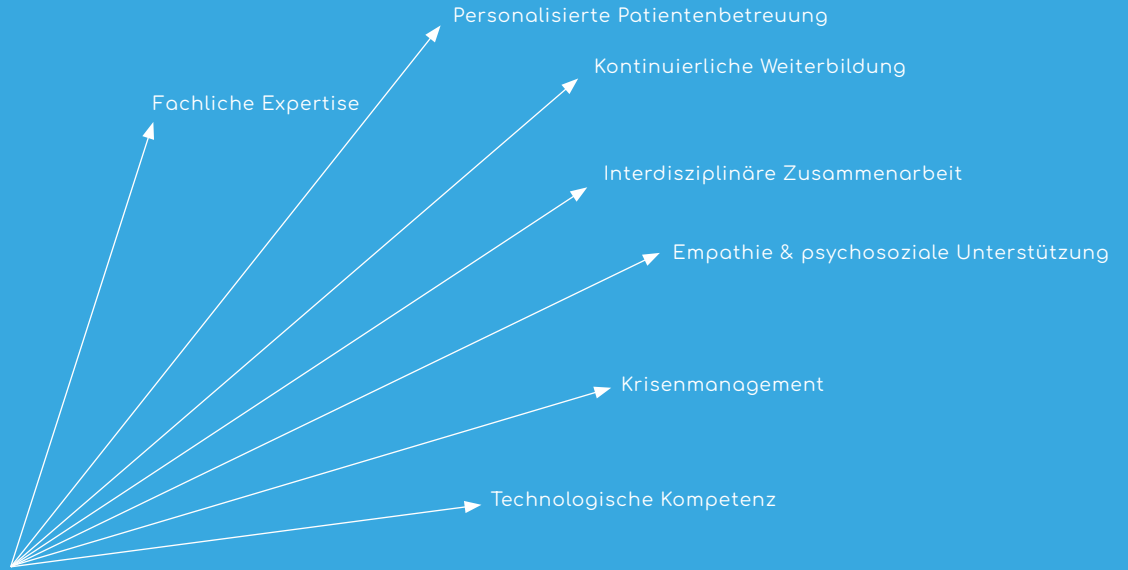 Personalisierte Patientenbetreuung
Kontinuierliche Weiterbildung
Fachliche Expertise
Interdisziplinäre Zusammenarbeit
Empathie & psychosoziale Unterstützung
Krisenmanagement
Technologische Kompetenz